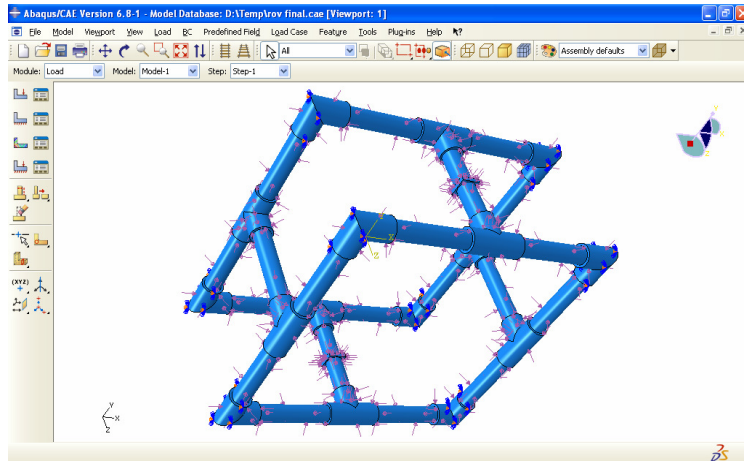 Abaqus/CAE Version 6.8-1 - Model Database: D:\Temp\rov final.cae [Viewport: 1]
File Model Viewport View Load BC Predefined Field Load Case Feature Tools Plug-ins Help
All Assembly defaults
Module: Load Model: Model-1 Step: Step-1
(XYZ)
Y
X
Z